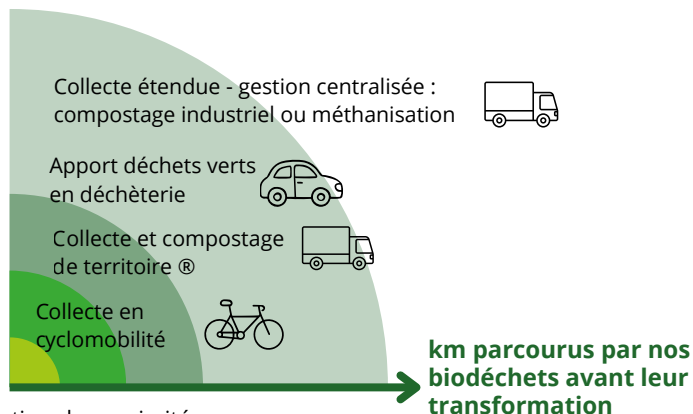 Collecte étendue - gestion centralisée :
compostage industriel ou méthanisation
Apport déchets verts
en déchèterie
Collecte et compostage
de territoire ®
Collecte en
cyclomobilité
km parcourus par nos
biodéchets avant leur
transformation